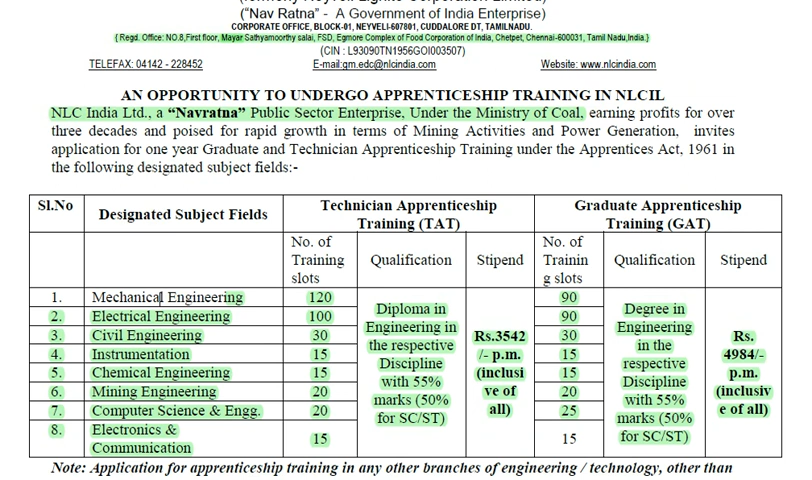 (formerly Neyveli Lignite Corporation Limited)
("Nav Ratna" - A Government of India Enterprise)
CORPORATE OFFICE, BLOCK-01, NEYVELI-607801, CUDDALORE DT, TAMILNADU.
{ Regd. Office: NO.8,First floor, Mayar Sathyamoorthy salai, FSD, Egmore Complex of Food Corporation of India, Chetpet, Chennai-600031, Tamil Nadu,India.}
(CIN : L93090TN1956GOI003507)
TELEFAX: 04142 - 228452 E-mail:gm.edc@nlcindia.com Website: www.nlcindia.com
AN OPPORTUNITY TO UNDERGO APPRENTICESHIP TRAINING IN NLCIL
NLC India Ltd., a "Navratna" Public Sector Enterprise, Under the Ministry of Coal, earning profits for over
three decades and poised for rapid growth in terms of Mining Activities and Power Generation, invites
application for one year Graduate and Technician Apprenticeship Training under the Apprentices Act, 1961 in
the following designated subject fields:-
Sl.No Designated Subject Fields Technician Apprenticeship Training (TAT) Graduate Apprenticeship Training (GAT)
No. of Training slots Qualification Stipend No. of Trainin g slots Qualification Stipend
1. Mechanical Engineering 120 90
2. Electrical Engineering 100 90
3. Civil Engineering 30 30
4. Instrumentation 15 15
5. Chemical Engineering 15 15
6. Mining Engineering 20 20
7. Computer Science & Engg. 20 25
8. Electronics & Communication 15 15
Diploma in Engineering in the respective Discipline with 55% marks (50% for SC/ST)
Rs.3542 /- p.m. (inclusi ve of all)
Degree in Engineering in the respective Discipline with 55% marks (50% for SC/ST)
Rs. 4984/- p.m. (inclusiv e of all)
Note: Application for apprenticeship training in any other branches of engineering / technology, other than